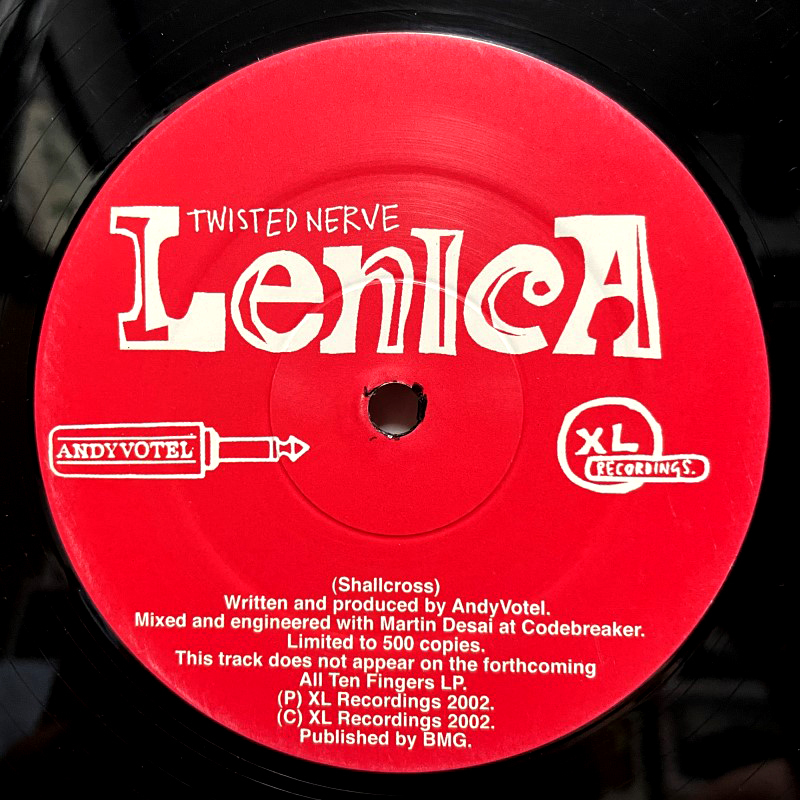 TWISTED NERVE
LenIcA
ANDYVOTEL
XL
RECORDINGS.
(Shallcross)
Written and produced by AndyVotel.
Mixed and engineered with Martin Desai at Codebreaker.
Limited to 500 copies.
This track does not appear on the forthcoming
All Ten Fingers LP.
(P) XL Recordings 2002.
(C) XL Recordings 2002.
Published by BMG.